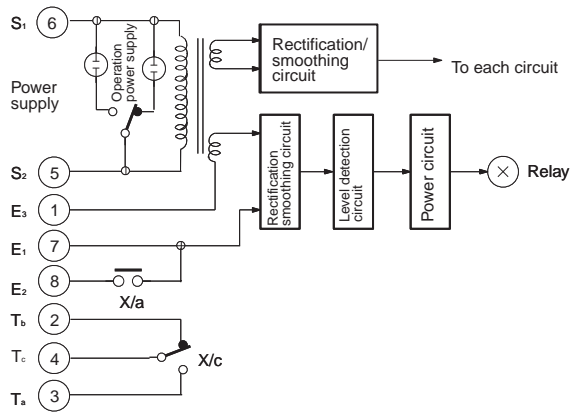 S₁ 6
Power
supply
Operation
power supply
Rectification/
smoothing
circuit
To each circuit
S₂ 5
E₃ 1
E₁ 7
E₂ 8
X/a
Rectification
smoothing circuit
Level detection
circuit
Power circuit
Relay
Tb 2
Tc 4
X/c
Ta 3